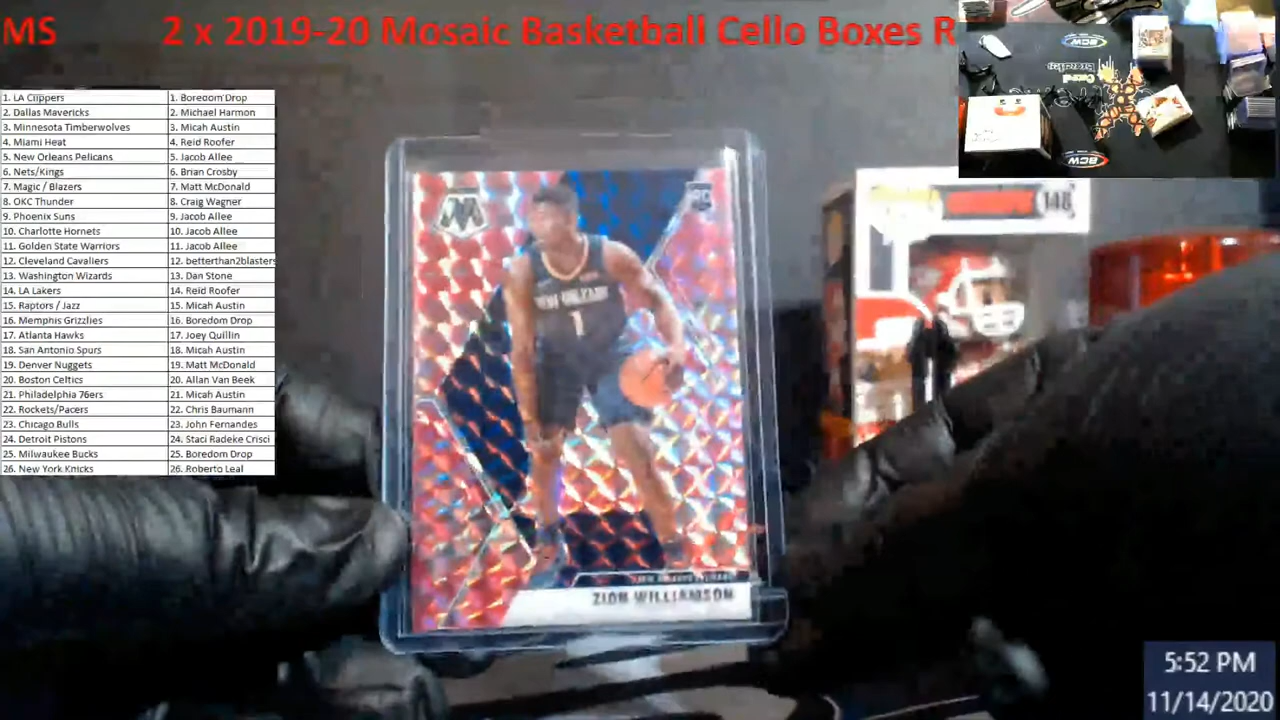 MS 2 x 2019-20 Mosaic Basketball Cello Boxes R
1. LA Clippers 1. Boredom Drop
2. Dallas Mavericks 2. Michael Harmon
3. Minnesota Timberwolves 3. Micah Austin
4. Miami Heat 4. Reid Roofer
5. New Orleans Pelicans 5. Jacob Allee
6. Nets/Kings 6. Brian Crosby
7. Magic / Blazers 7. Matt McDonald
8. OKC Thunder 8. Craig Wagner
9. Phoenix Suns 9. Jacob Allee
10. Charlotte Hornets 10. Jacob Allee
11. Golden State Warriors 11. Jacob Allee
12. Cleveland Cavaliers 12. betterthan2blasters
13. Washington Wizards 13. Dan Stone
14. LA Lakers 14. Reid Roofer
15. Raptors / Jazz 15. Micah Austin
16. Memphis Grizzlies 16. Boredom Drop
17. Atlanta Hawks 17. Joey Quillin
18. San Antonio Spurs 18. Micah Austin
19. Denver Nuggets 19. Matt McDonald
20. Boston Celtics 20. Allan Van Beek
21. Philadelphia 76ers 21. Micah Austin
22. Rockets/Pacers 22. Chris Baumann
23. Chicago Bulls 23. John Fernandes
24. Detroit Pistons 24. Staci Radeke Crisci
25. Milwaukee Bucks 25. Boredom Drop
26. New York Knicks 26. Roberto Leal
BCW
BCW
148
RC
NEW ORLEANS
1
ZION WILLIAMSON
5:52 PM
11/14/2020